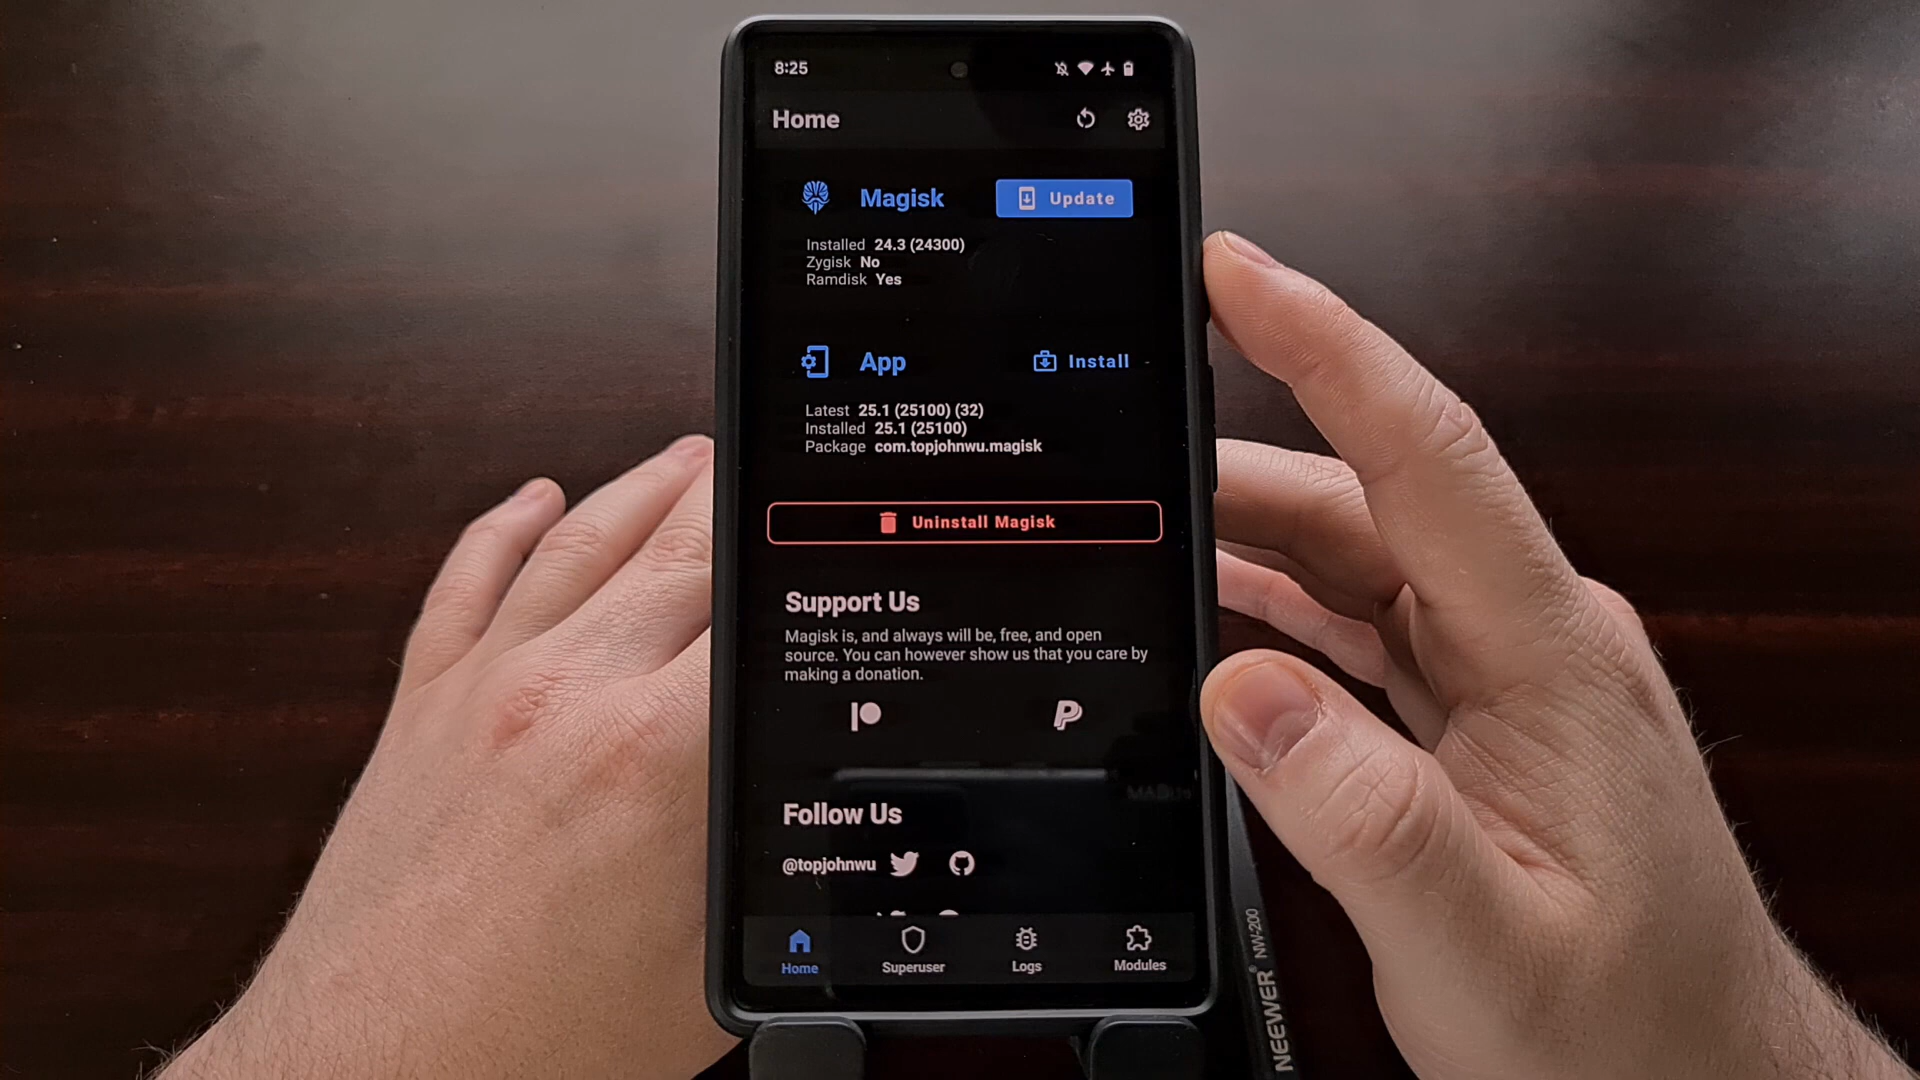 8:25
Home
Magisk
Update
Installed 24.3 (24300)
Zygisk No
Ramdisk Yes
App
Install
Latest 25.1 (25100) (32)
Installed 25.1 (25100)
Package com.topjohnwu.magisk
Uninstall Magisk
Support Us
Magisk is, and always will be, free, and open
source. You can however show us that you care by
making a donation.
Follow Us
@topjohnwu
Home
Superuser
Logs
Modules
NEEWER® NW-200